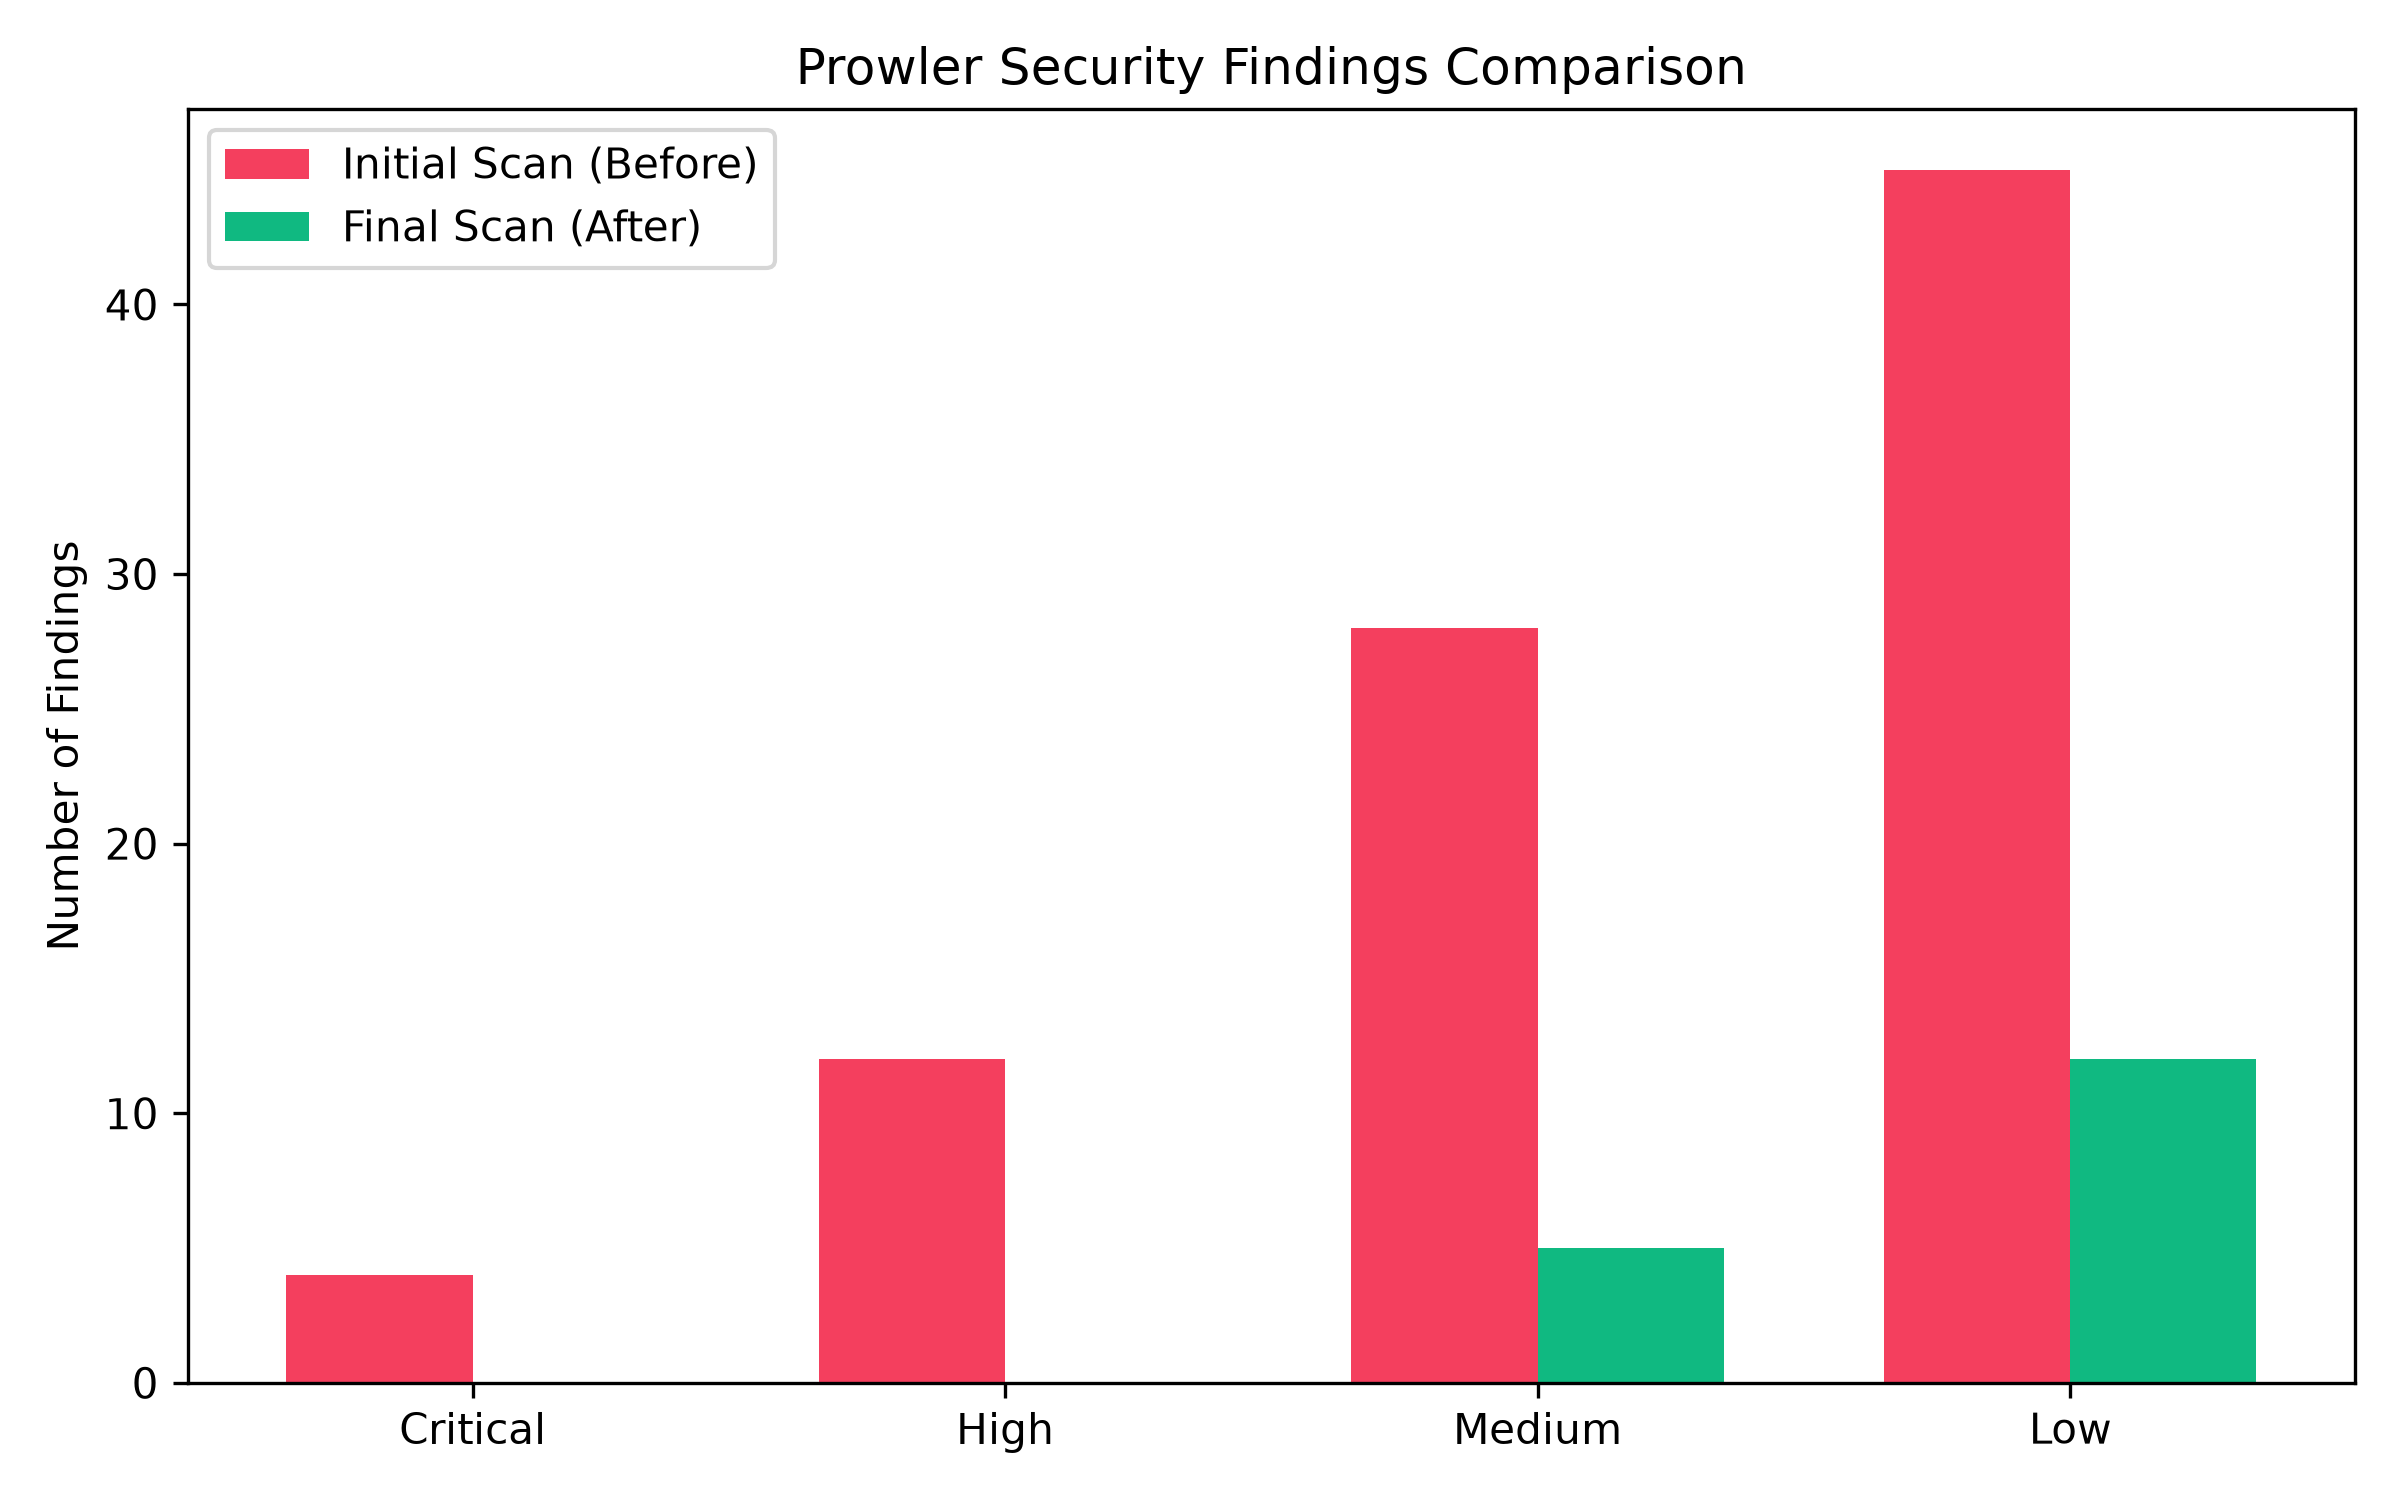 Prowler Security Findings Comparison
Initial Scan (Before)
Final Scan (After)
Number of Findings
40
30
20
10
0
Critical
High
Medium
Low